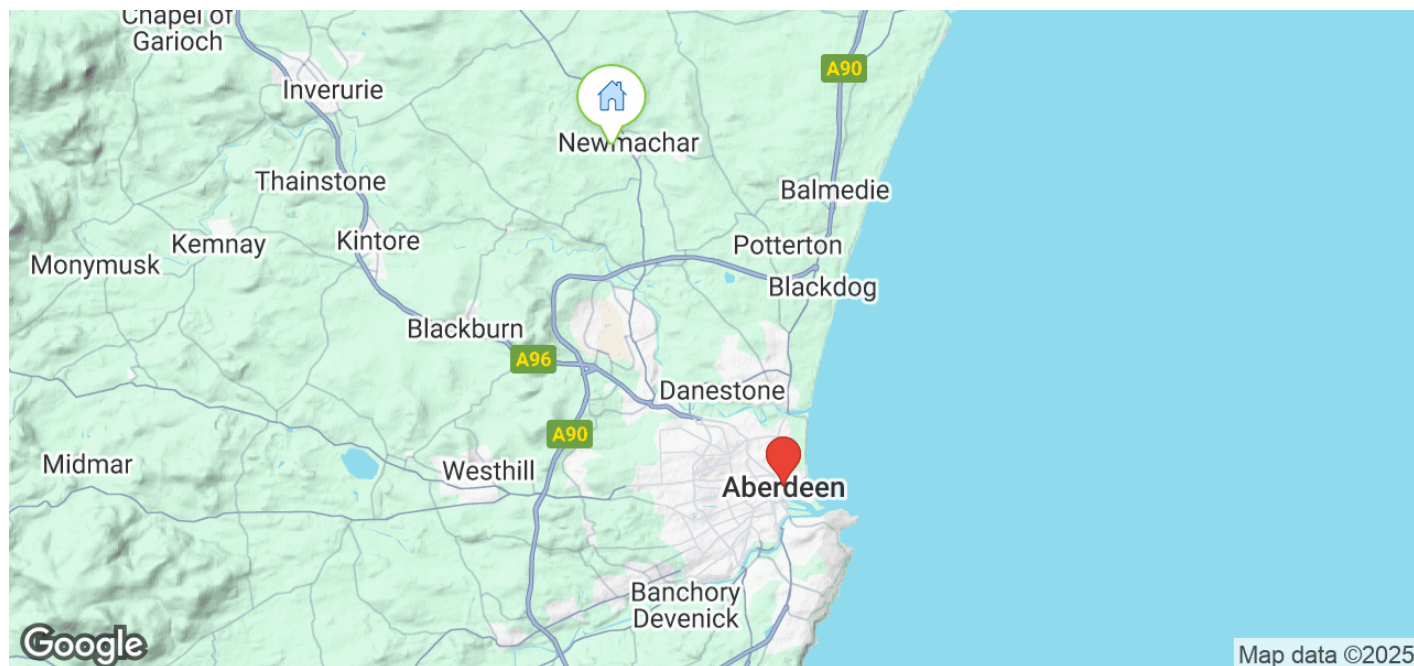 Chapel of
Garioch
A90
Inverurie
Newmachar
Thainstone
Balmedie
Kemnay
Kintore
Potterton
Monymusk
Blackdog
Blackburn
A96
Danestone
A90
Midmar
Westhill
Aberdeen
Banchory
Devenick
Google
Map data ©2025